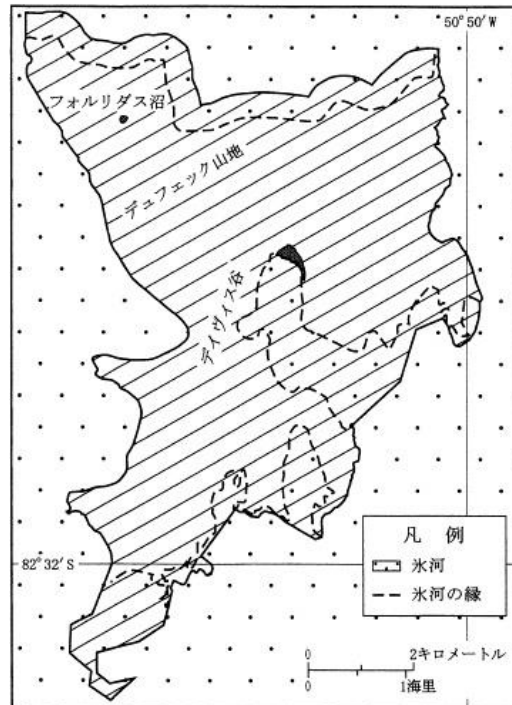 50°50′W
フォルリダス沼
デュフェック山地
デイヴィス谷
82°32′S
凡 例
氷河
氷河の縁
0 2キロメートル
0 1海里